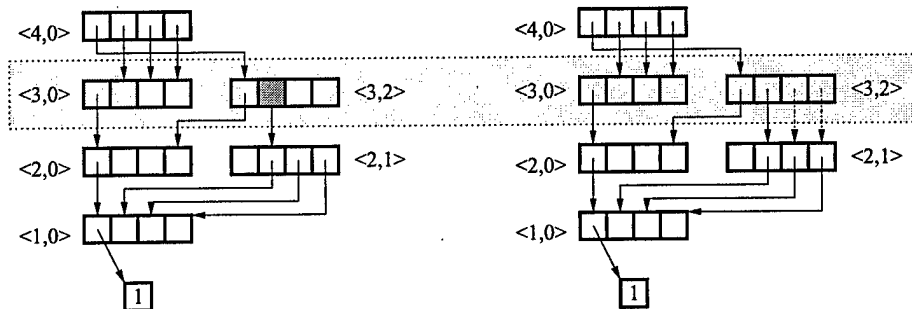 <4,0> <4,0>
<3,0> <3,2> <3,0> <3,2>
<2,0> <2,1> <2,0> <2,1>
<1,0> <1,0>
1 1